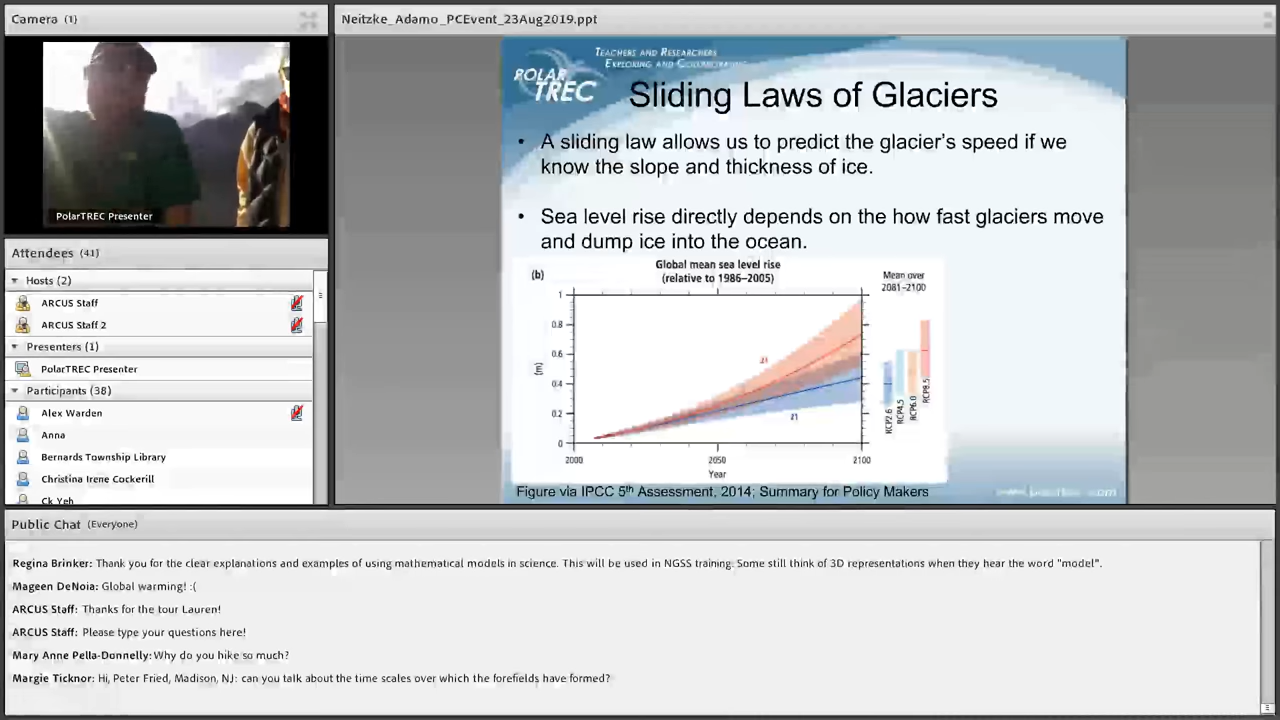 Camera (1)
PolarTREC Presenter
Attendees (41)
Hosts (2)
ARCUS Staff
ARCUS Staff 2
Presenters (1)
PolarTREC Presenter
Participants (38)
Alex Warden
Anna
Bernards Township Library
Christina Irene Cockerill
Ck Yeh
Neitzke_Adamo_PCEvent_23Aug2019.ppt
TEACHERS AND RESEARCHERS
EXPLORING AND COLLABORATING
POLAR
TREC
Sliding Laws of Glaciers
• A sliding law allows us to predict the glacier's speed if we
know the slope and thickness of ice.
• Sea level rise directly depends on the how fast glaciers move
and dump ice into the ocean.
(b)
Global mean sea level rise
(relative to 1986–2005)
Mean over
2081–2100
1
0.8
0.6
0.4
0.2
0
(m)
21
21
2000
2050
2100
Year
RCP2.6
RCP4.5
RCP6.0
RCP8.5
Figure via IPCC 5th Assessment, 2014; Summary for Policy Makers
Public Chat (Everyone)
Regina Brinker: Thank you for the clear explanations and examples of using mathematical models in science. This will be used in NGSS training. Some still think of 3D representations when they hear the word "model".
Mageen DeNoia: Global warming! :(
ARCUS Staff: Thanks for the tour Lauren!
ARCUS Staff: Please type your questions here!
Mary Anne Pella-Donnelly: Why do you hike so much?
Margie Ticknor: Hi, Peter Fried, Madison, NJ: can you talk about the time scales over which the forefields have formed?